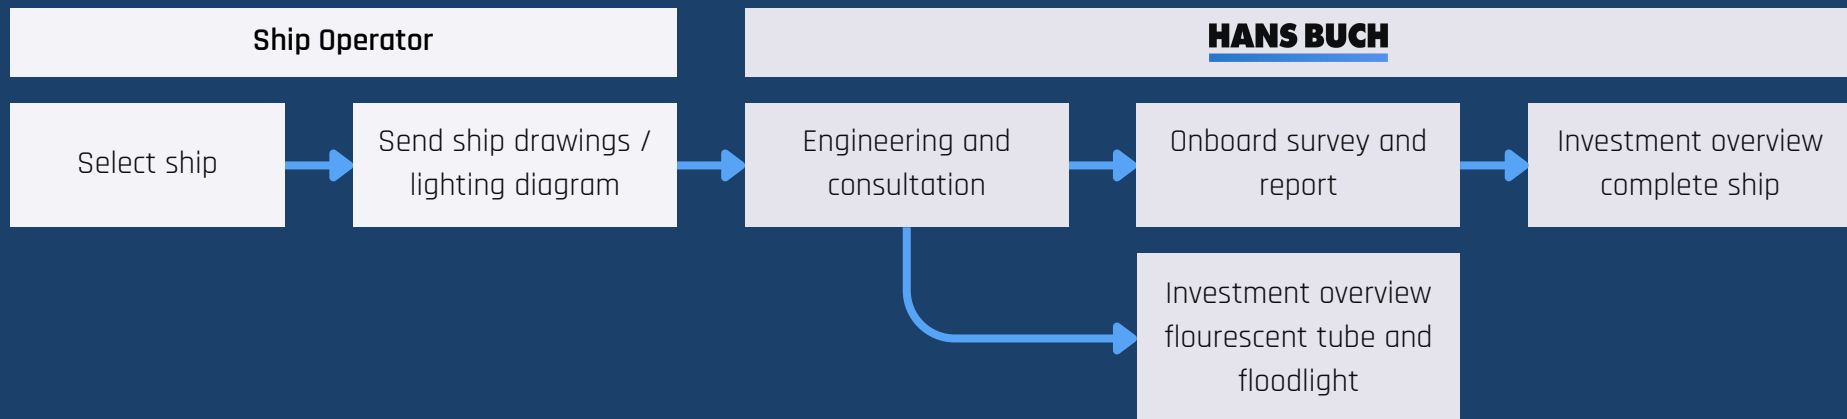 Ship Operator
HANS BUCH
Select ship
Send ship drawings /
lighting diagram
Engineering and
consultation
Onboard survey and
report
Investment overview
complete ship
Investment overview
flourescent tube and
floodlight